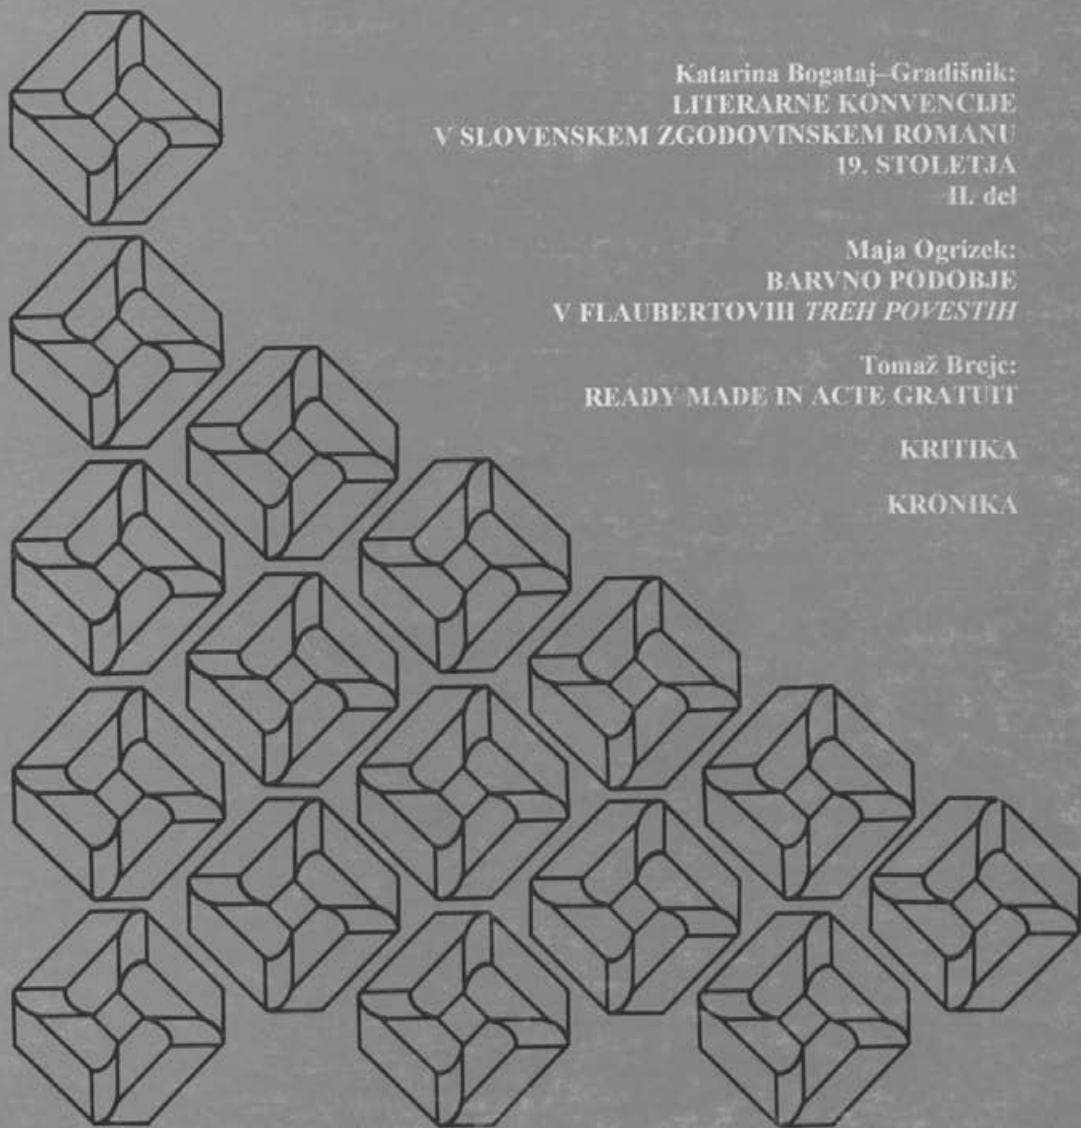 Katarina Bogataj–Gradišnik:
LITERARNE KONVENCIJE
V SLOVENSKEM ZGODOVINSKEM ROMANU
19. STOLETJA
II. del
Maja Ogrizek:
BARVNO PODOBJE
V FLAUBERTOVIH TREH POVESTIH
Tomaž Brejc:
READY MADE IN ACTE GRATUIT
KRITIKA
KRONIKA